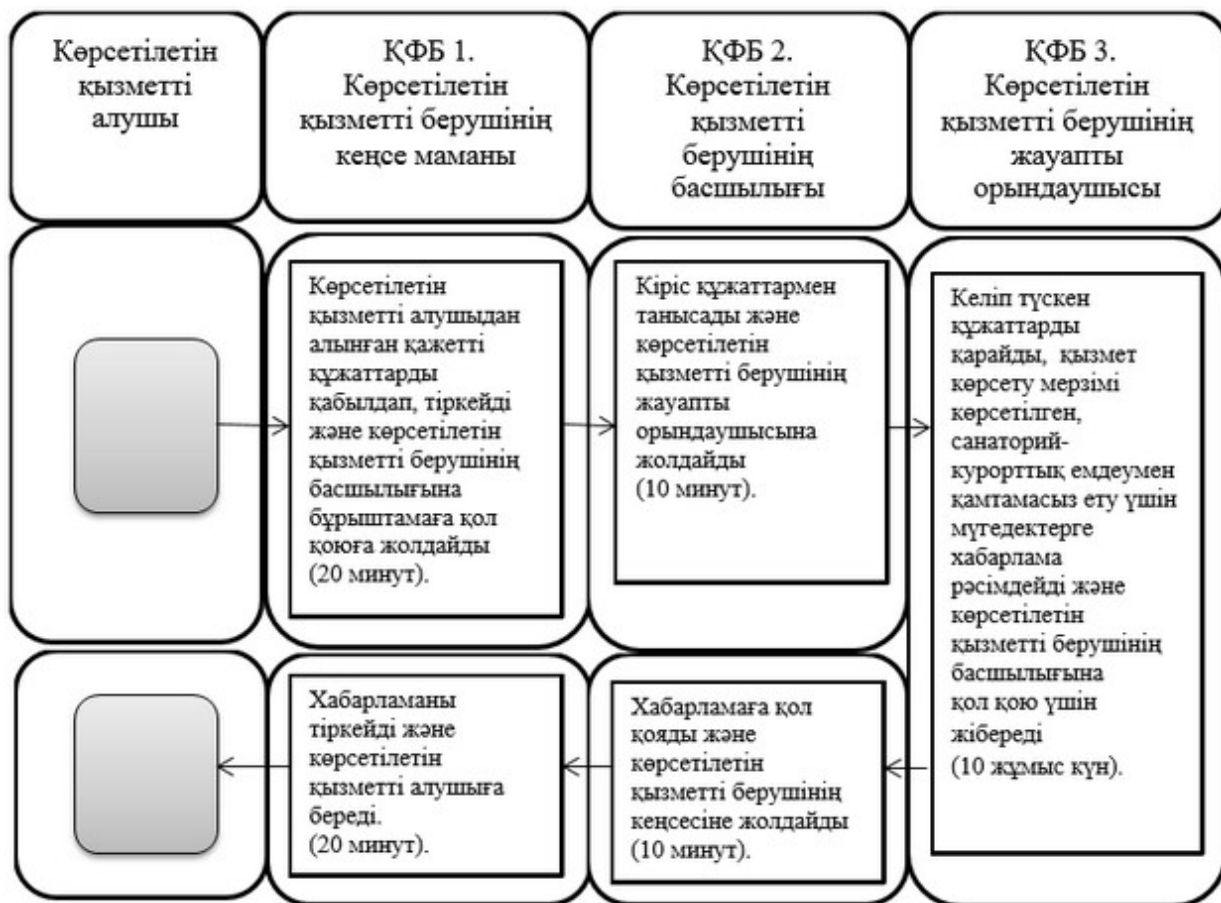 Көрсетілетін
қызметті
алушы
ҚФБ 1.
Көрсетілетін
қызметті берушінің
кеңсе маманы
ҚФБ 2.
Көрсетілетін
қызметті
берушінің
басшылығы
ҚФБ 3.
Көрсетілетін
қызметті берушінің
жауапты
орындаушысы
Көрсетілетін
қызметті алушыдан
алынған қажетті
құжаттарды
қабылдап, тіркейді
және көрсетілетін
қызметті берушінің
басшылығына
бұрыштамаға қол
қоюға жолдайды
(20 минут).
Кіріс құжаттармен
танысады және
көрсетілетін
қызметті берушінің
жауапты
орындаушысына
жолдайды
(10 минут).
Келіп түскен
құжаттарды
қарайды, қызмет
көрсету мерзімі
көрсетілген,
санаторий-
курорттық емдеумен
қамтамасыз ету үшін
мүгедектерге
хабарлама
рәсімдейді және
көрсетілетін
қызметті берушінің
басшылығына
қол қою үшін
жібереді
(10 жұмыс күн).
Хабарламаға қол
қояды және
көрсетілетін
қызметті берушінің
кеңсесіне жолдайды
(10 минут).
Хабарламаны
тіркейді және
көрсетілетін
қызметті алушыға
береді.
(20 минут).